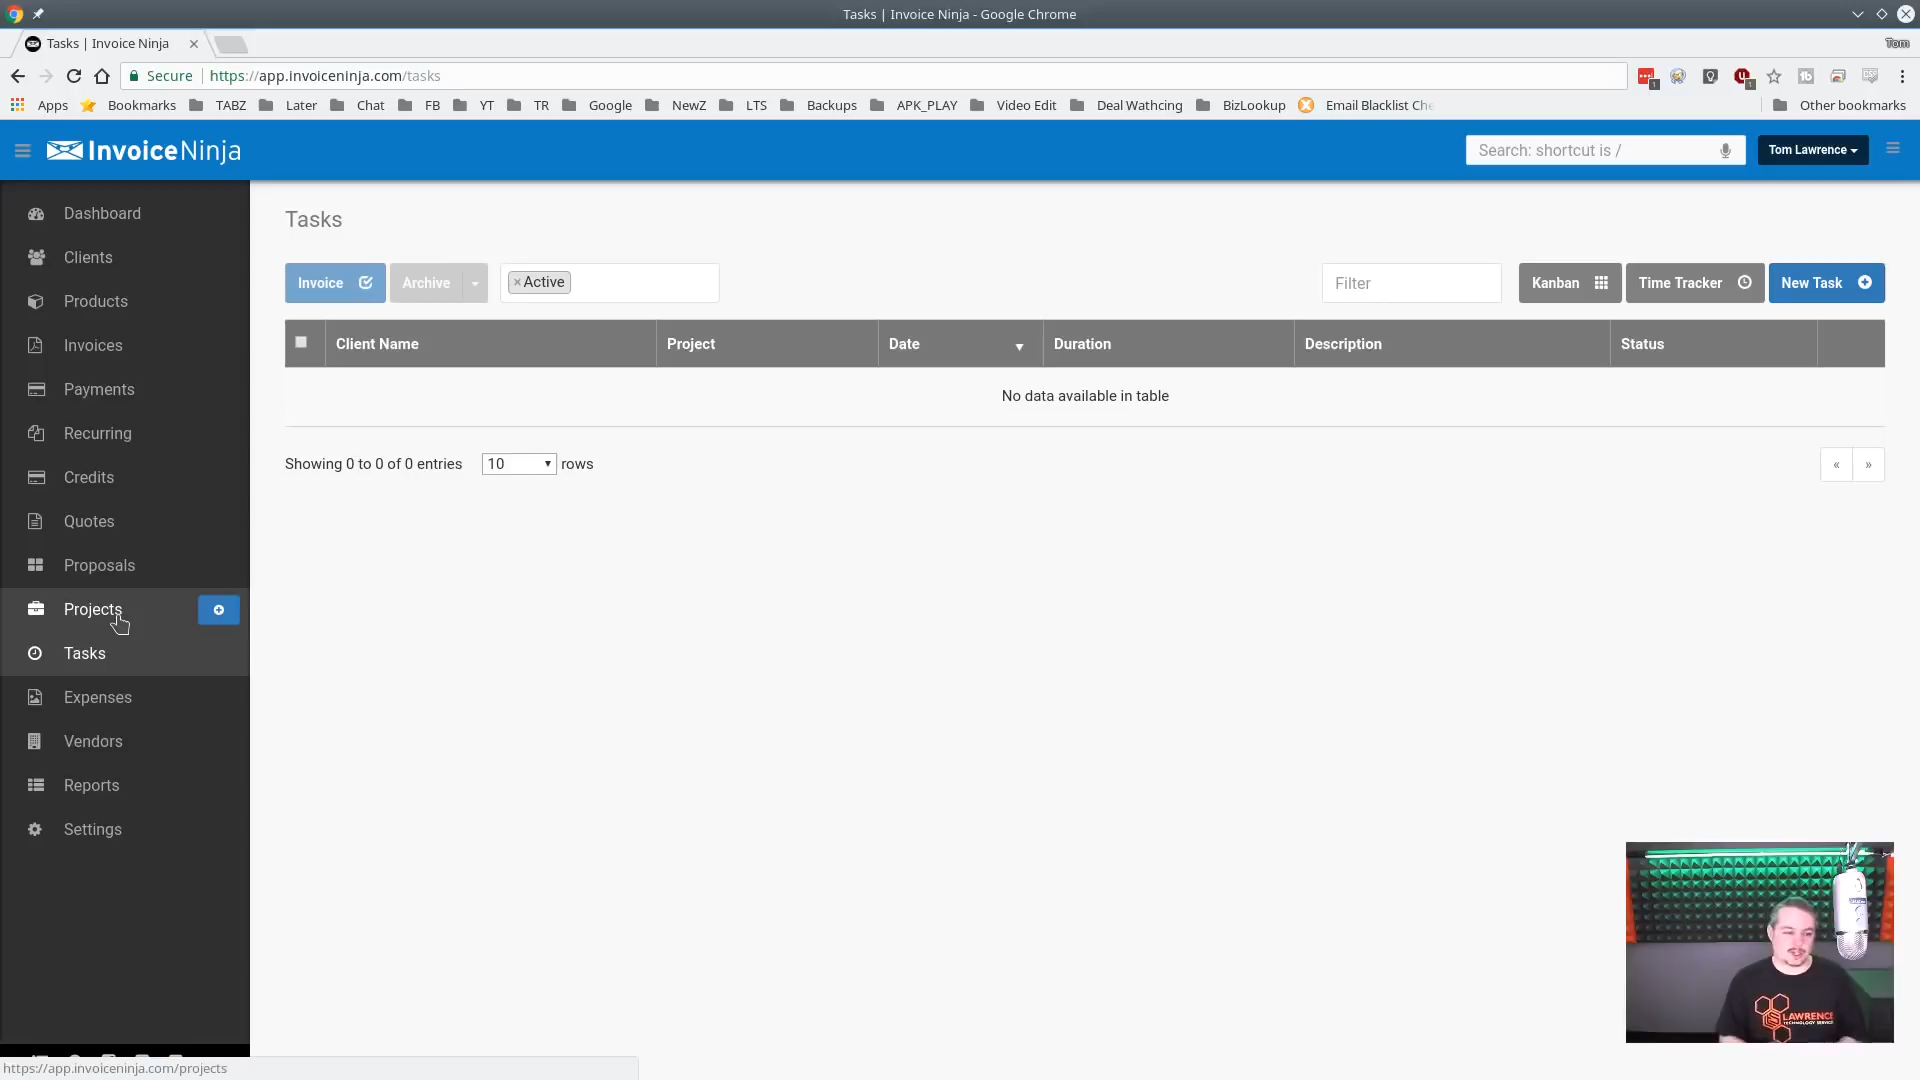 Tasks | Invoice Ninja - Google Chrome
Tasks | Invoice Ninja
Tom
Secure
https://app.invoiceninja.com/tasks
Apps
Bookmarks
TABZ
Later
Chat
FB
YT
TR
Google
NewZ
LTS
Backups
APK_PLAY
Video Edit
Deal Wathcing
BizLookup
Email Blacklist Che
Other bookmarks
InvoiceNinja
Search: shortcut is /
Tom Lawrence
Dashboard
Clients
Products
Invoices
Payments
Recurring
Credits
Quotes
Proposals
Projects
Tasks
Expenses
Vendors
Reports
Settings
Tasks
Invoice
Archive
×Active
Filter
Kanban
Time Tracker
New Task
Client Name
Project
Date
Duration
Description
Status
No data available in table
Showing 0 to 0 of 0 entries
10
rows
«
»
LAWRENCE
TECHNOLOGY SERVICES
https://app.invoiceninja.com/projects